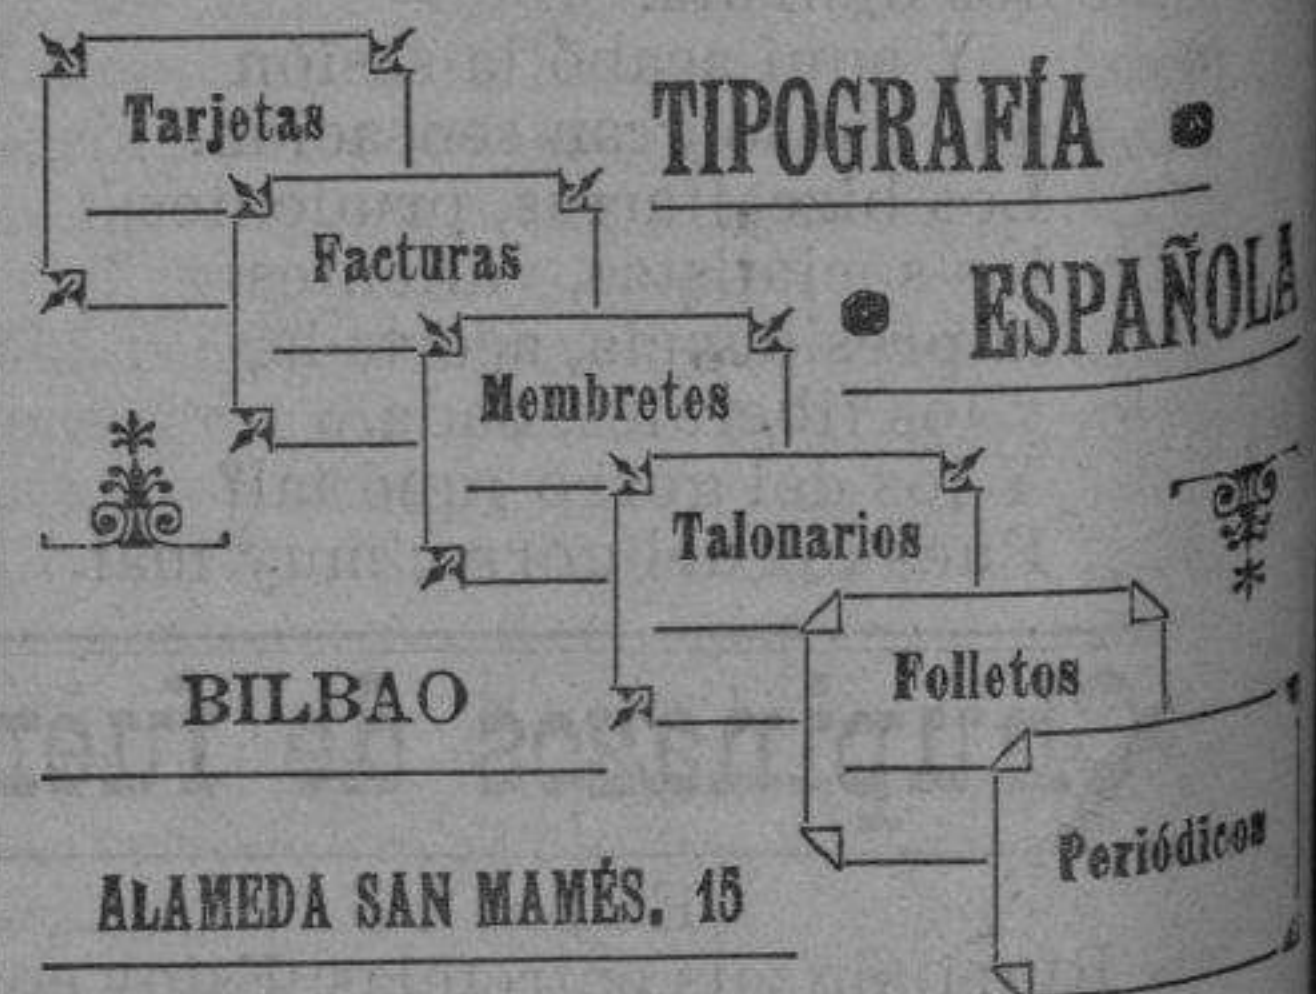 TIPOGRAFÍA
ESPAÑOLA
Tarjetas
Facturas
Membretes
Talonarios
Folletos
Periódicos
BILBAO
ALAMEDA SAN MAMÉS. 15